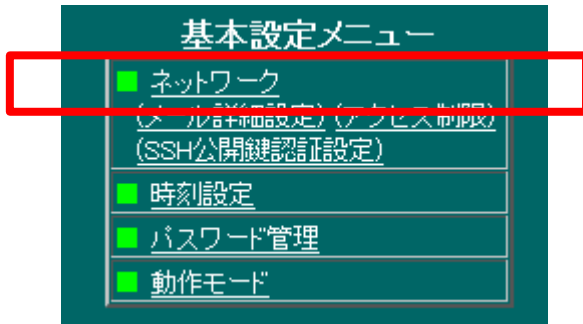 基本設定メニュー
ネットワーク
(メール詳細設定) (アクセス制限)
(SSH公開鍵認証設定)
時刻設定
パスワード管理
動作モード